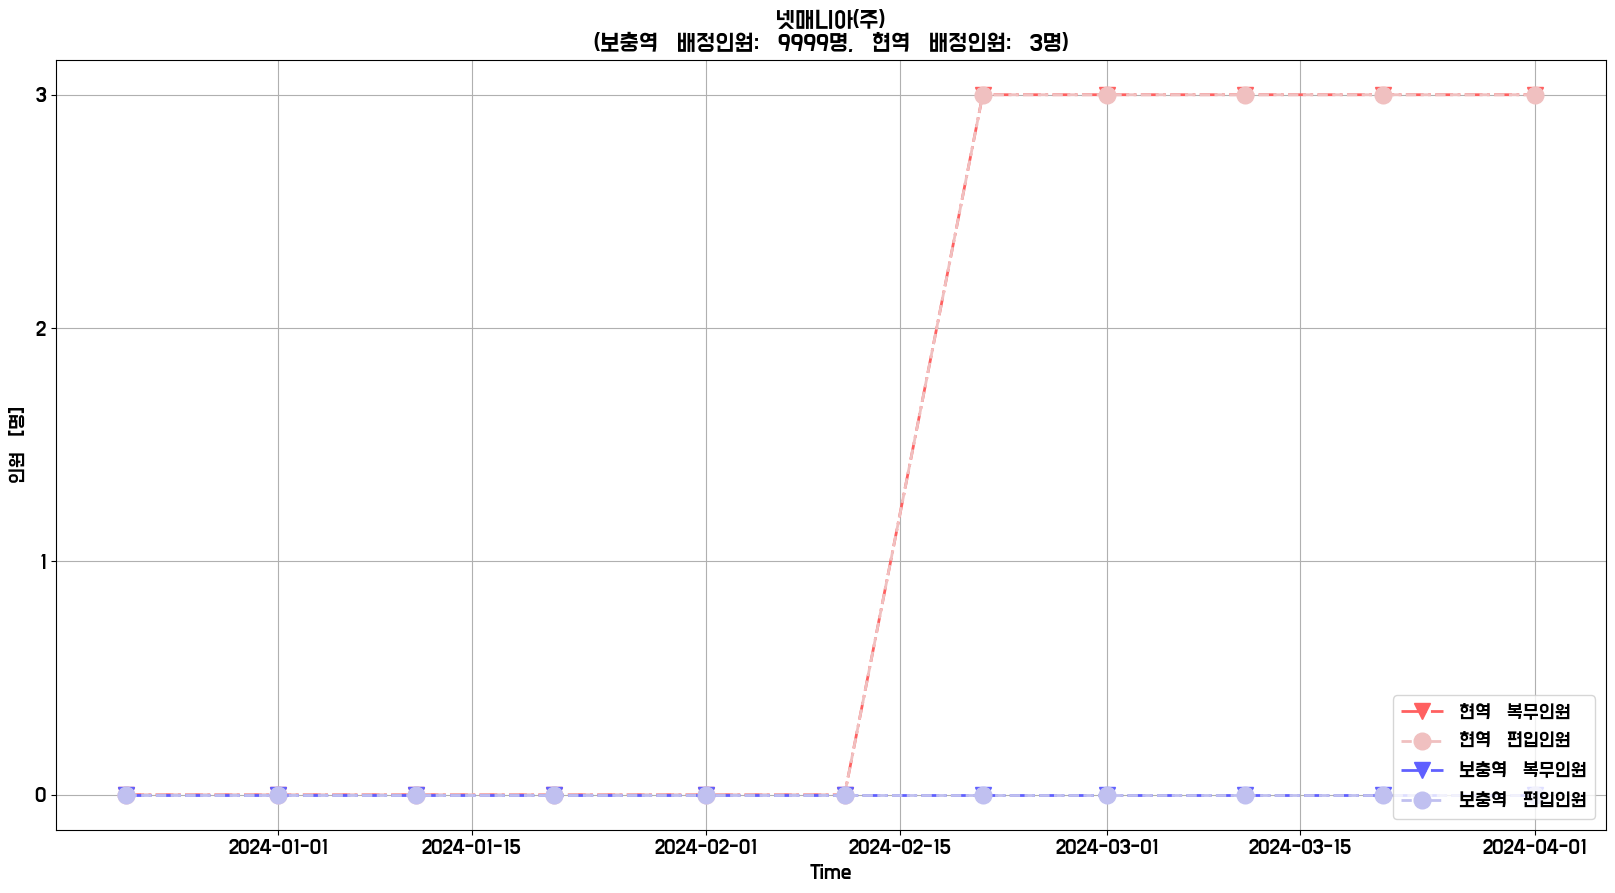 넷매니아(주)
(보충역 배정인원: 9999명, 현역 배정인원: 3명)
인원 [명]
3
2
1
0
현역 복무인원
현역 편입인원
보충역 복무인원
보충역 편입인원
2024-01-01 2024-01-15 2024-02-01 2024-02-15 2024-03-01 2024-03-15 2024-04-01
Time